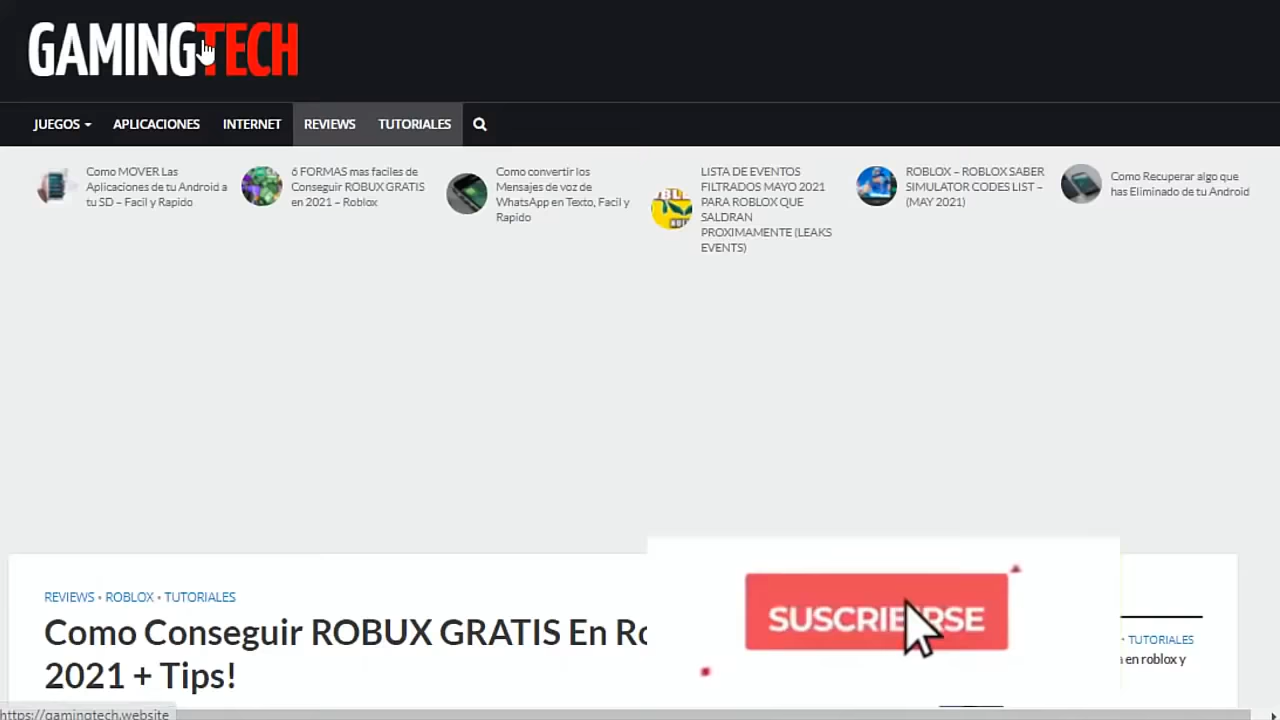 GAMINGTECH
JUEGOS APLICACIONES INTERNET REVIEWS TUTORIALES
Como MOVER Las
Aplicaciones de tu Android a
tu SD – Facil y Rapido
6 FORMAS mas faciles de
Conseguir ROBUX GRATIS
en 2021 – Roblox
Como convertir los
Mensajes de voz de
WhatsApp en Texto, Facil y
Rapido
LISTA DE EVENTOS
FILTRADOS MAYO 2021
PARA ROBLOX QUE
SALDRAN
PROXIMAMENTE (LEAKS
EVENTS)
ROBLOX – ROBLOX SABER
SIMULATOR CODES LIST –
(MAY 2021)
Como Recuperar algo que
has Eliminado de tu Android
REVIEWS • ROBLOX • TUTORIALES
Como Conseguir ROBUX GRATIS En
2021 + Tips!
SUSCRIBIRSE
• TUTORIALES
en roblox y
https://gamingtech.website